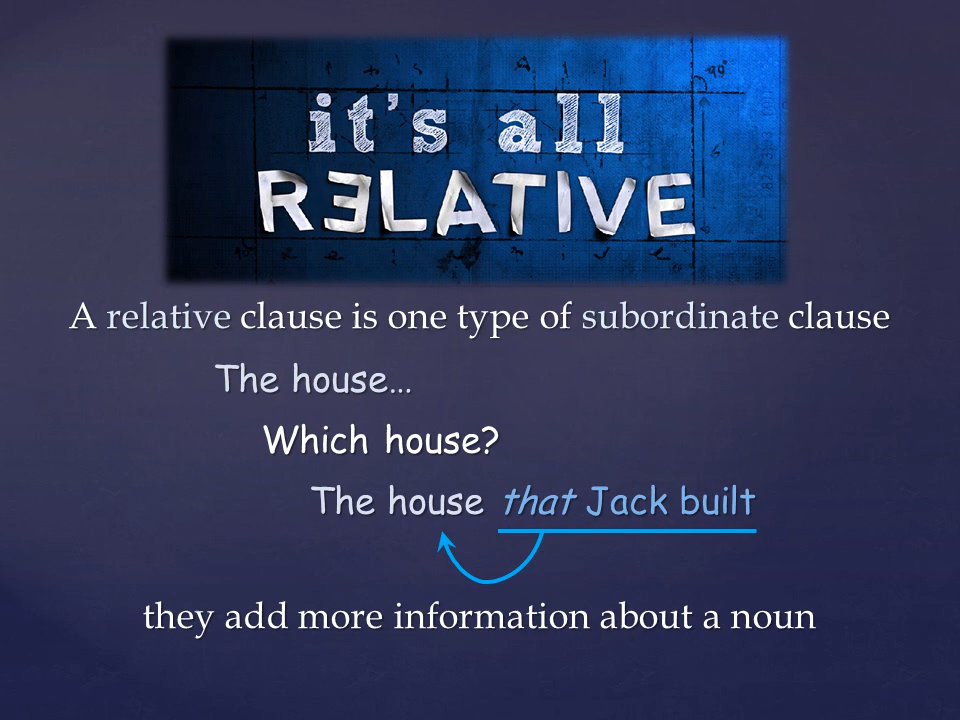 it's all
RELATIVE
A relative clause is one type of subordinate clause
The house…
Which house?
The house that Jack built
they add more information about a noun